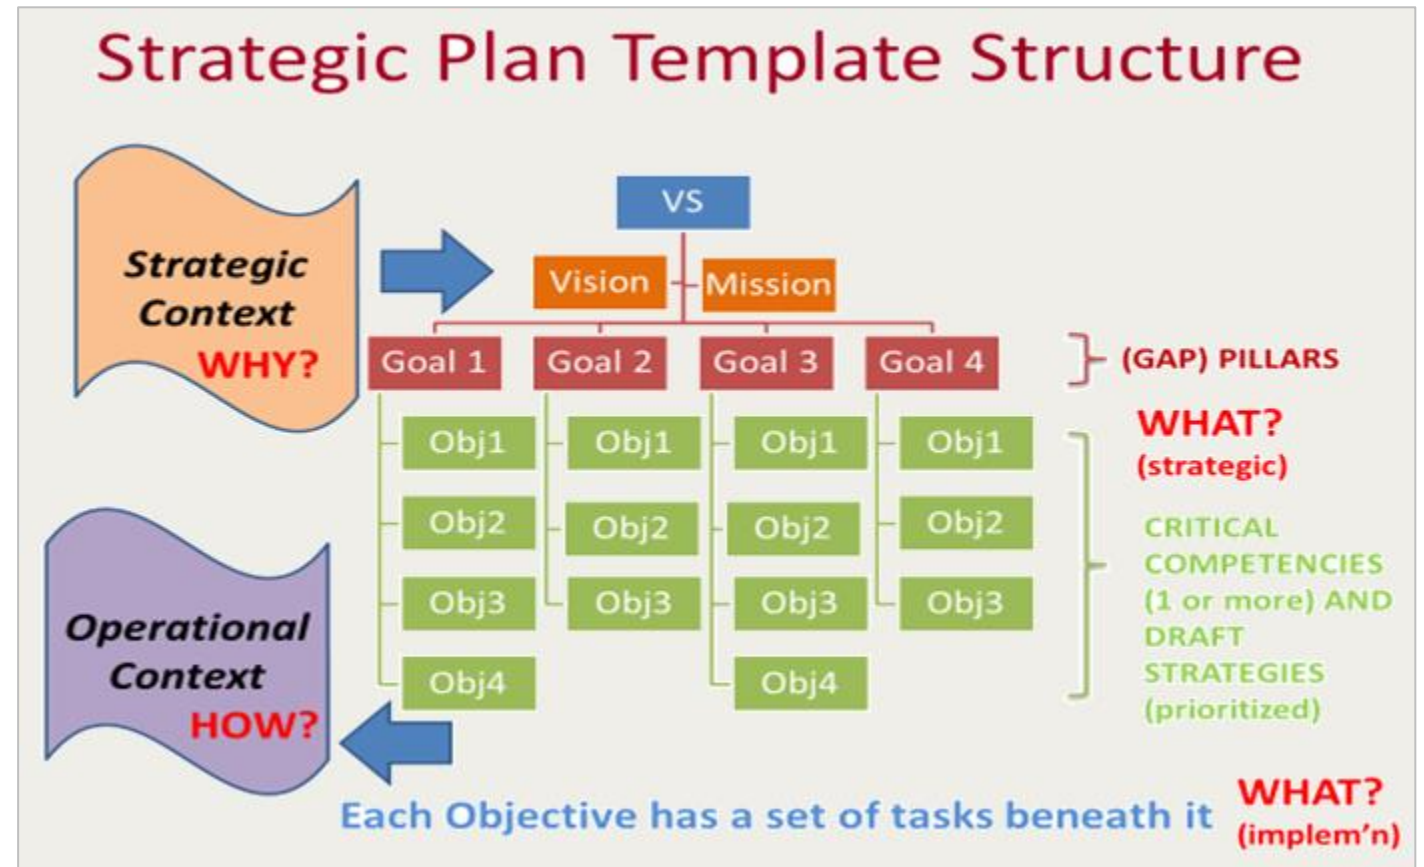 Strategic Plan Template Structure
Strategic
Context
WHY?
VS
Vision
Mission
Goal 1
Goal 2
Goal 3
Goal 4
(GAP) PILLARS
Obj1
Obj1
Obj1
Obj1
WHAT?
(strategic)
Obj2
Obj2
Obj2
Obj2
Obj3
Obj3
Obj3
Obj3
Obj4
Obj4
CRITICAL
COMPETENCIES
(1 or more) AND
DRAFT
STRATEGIES
(prioritized)
Operational
Context
HOW?
Each Objective has a set of tasks beneath it
WHAT?
(implem'n)